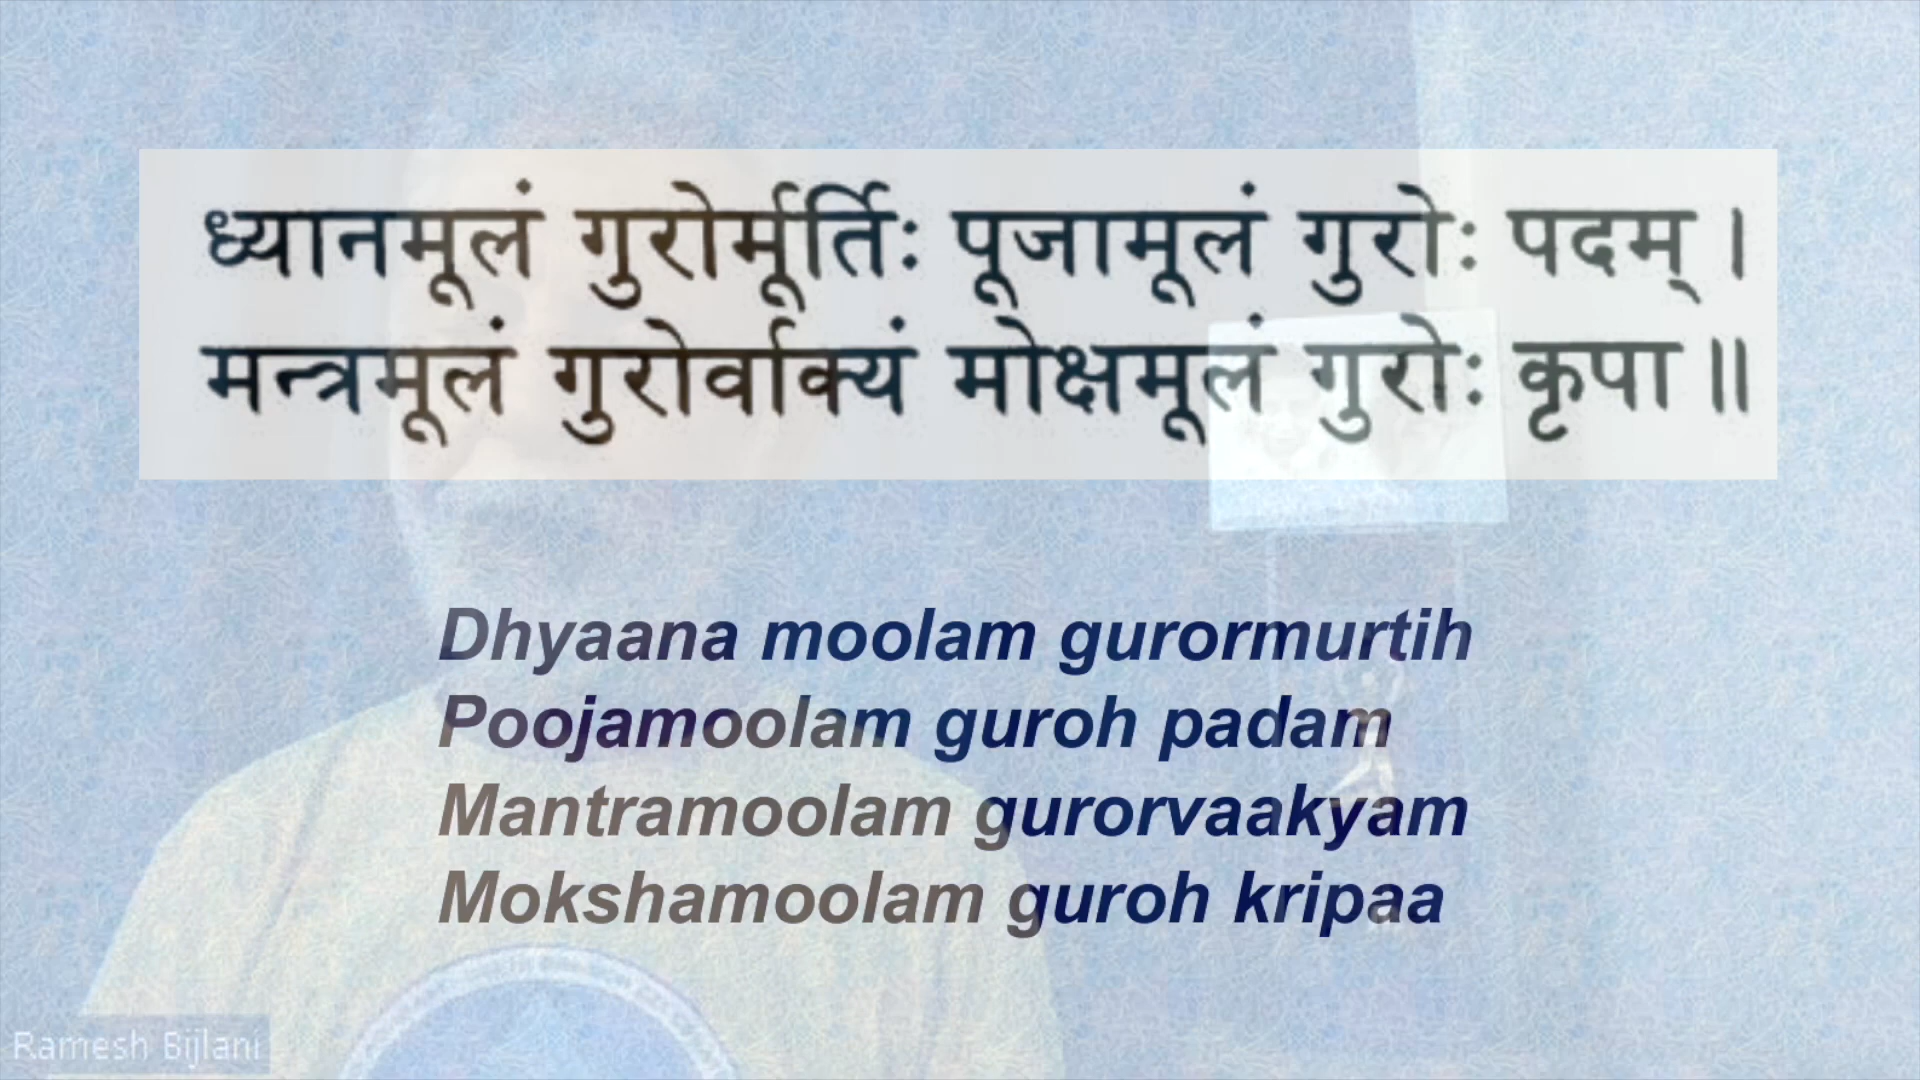 ध्यानमूलं गुरोर्मूर्तिः पूजामूलं गुरोः पदम् ।
मन्त्रमूलं गुरोर्वाक्यं मोक्षमूलं गुरोः कृपा ॥
Dhyaana moolam gurormurtih
Poojamoolam guroh padam
Mantramoolam gurorvaakyam
Mokshamoolam guroh kripaa
Ramesh Bijlani